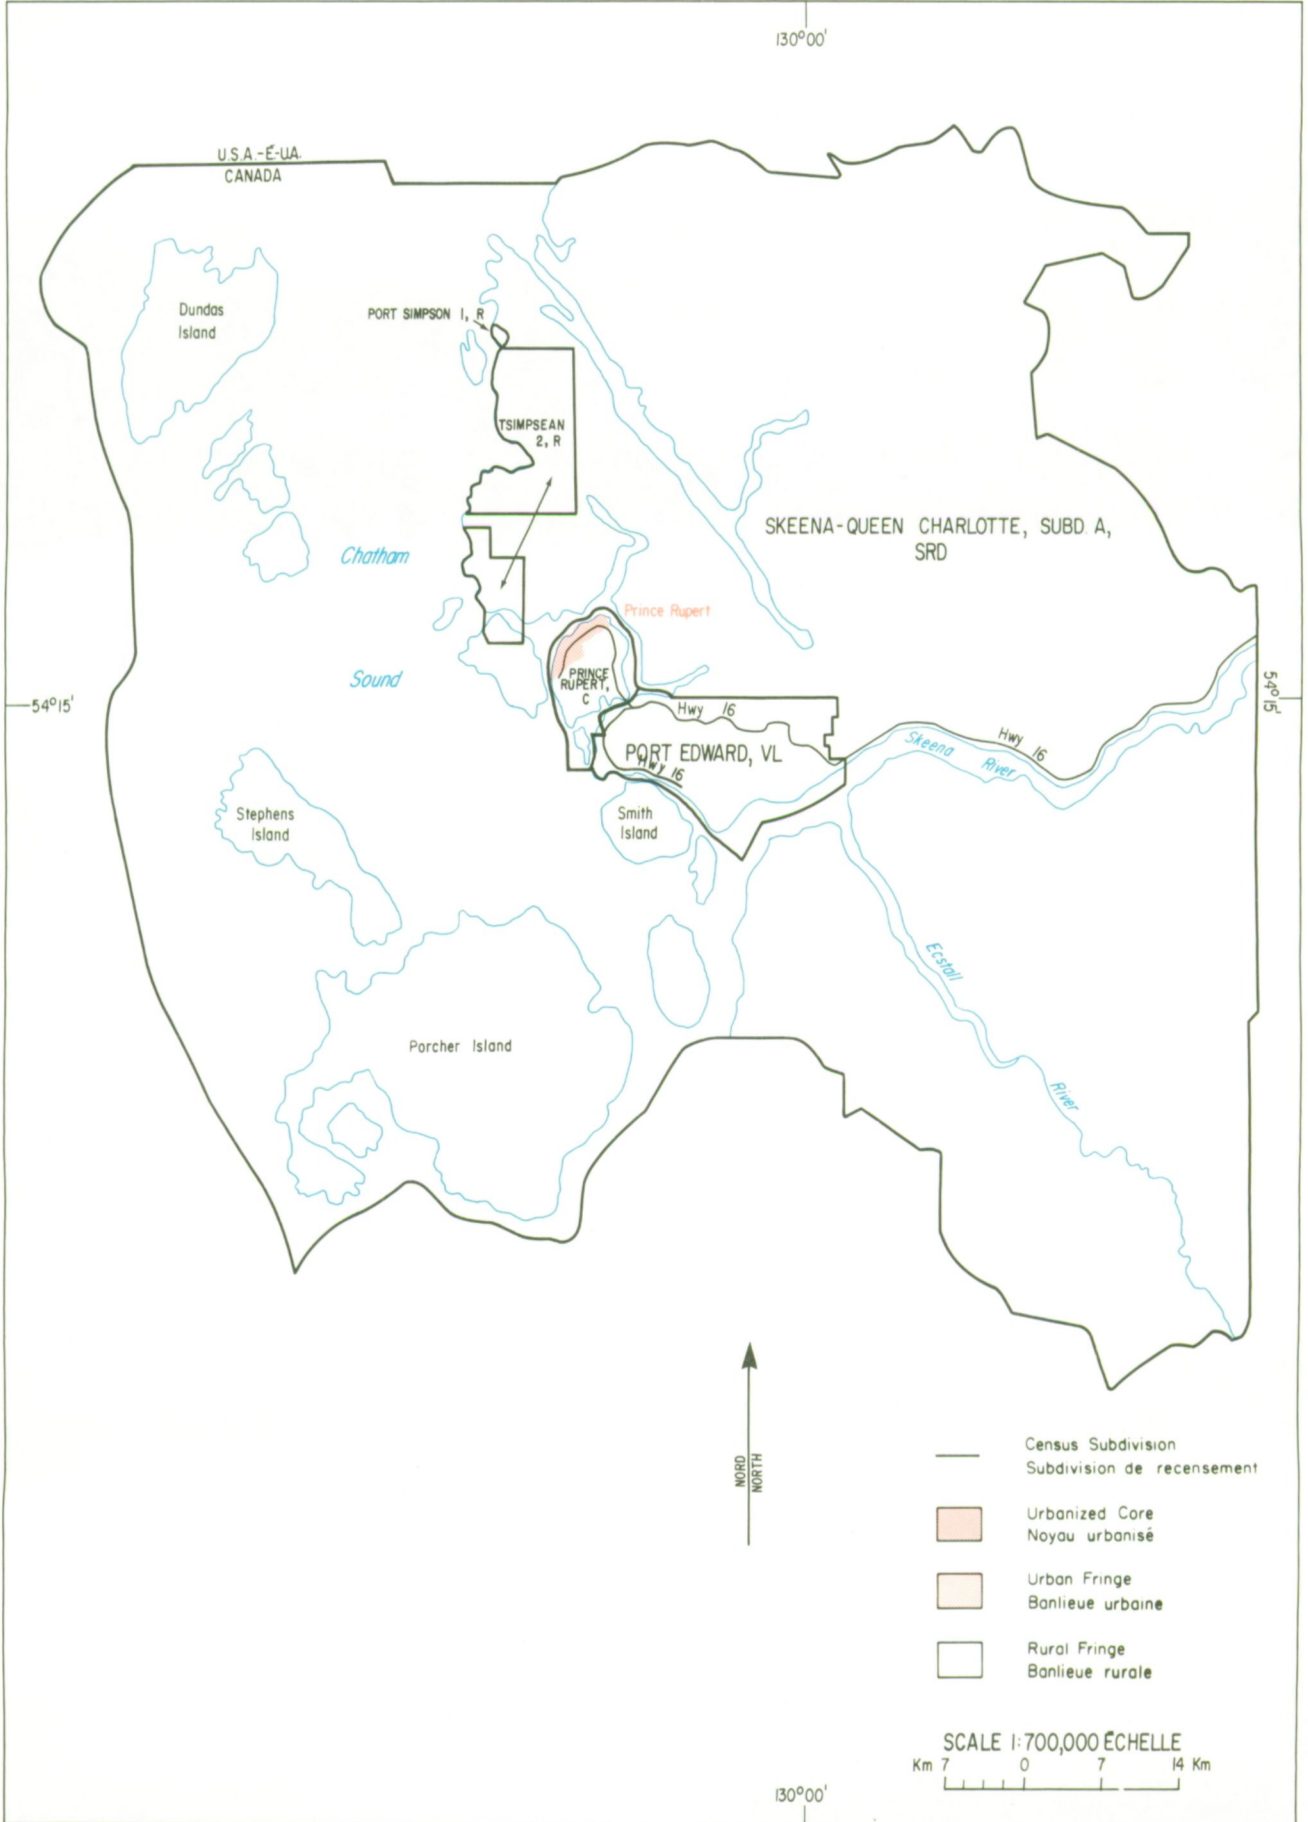 130°00'
U.S.A.-É-UA.
CANADA
Dundas
Island
PORT SIMPSON 1, R
TSIMPSEAN
2, R
SKEENA-QUEEN CHARLOTTE, SUBD. A,
SRD
Chatham
Prince Rupert
Sound
PRINCE
RUPERT,
C
54°15'
54°15'
Hwy 16
Hwy 16
Skeena
River
PORT EDWARD, VL
Hwy 16
Stephens
Island
Smith
Island
Ecstall
River
Porcher Island
NORD
NORTH
Census Subdivision
Subdivision de recensement
Urbanized Core
Noyau urbanisé
Urban Fringe
Banlieue urbaine
Rural Fringe
Banlieue rurale
SCALE 1:700,000 ÉCHELLE
Km 7 0 7 14 Km
130°00'